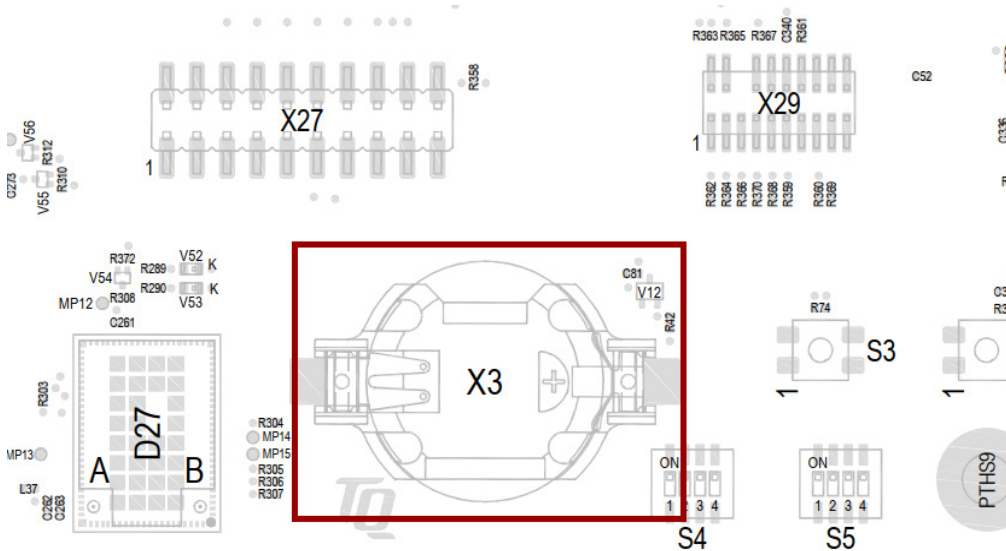 R363 R365 R367 C340 R361
R358
C52
X27
X29
1
1
V56
R312
C273
V55
R310
C336
R362 R364 R366 R370 R368 R359 R360 R369
R372
V54
R289
V52
K
R290
V53
K
MP12
R308
C261
C81
V12
R42
R74
S3
1
1
R303
D27
A
B
X3
R304
MP14
MP15
R305
R306
R307
MP13
L37
C262
C263
TQ
ON
1 2 3 4
S4
ON
1 2 3 4
S5
PTHS9